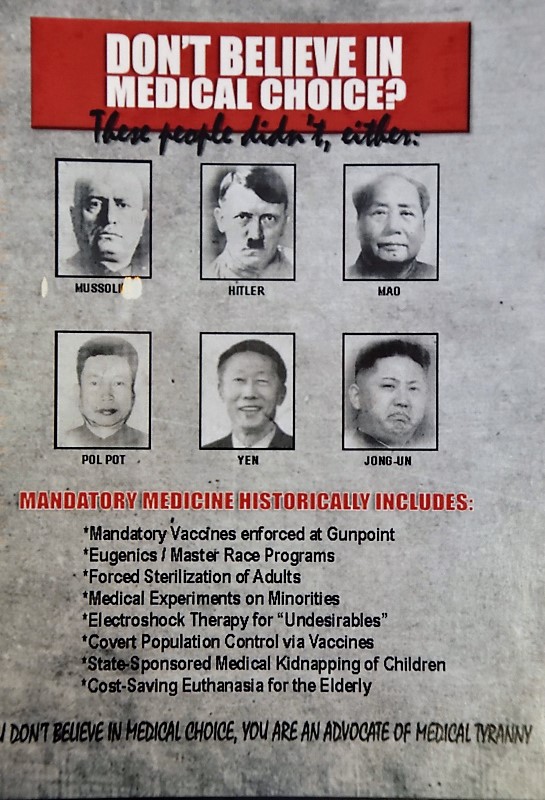 DON'T BELIEVE IN
MEDICAL CHOICE?
These people didn't, either:
MUSSOLI
HITLER
MAO
POL POT
YEN
JONG-UN
MANDATORY MEDICINE HISTORICALLY INCLUDES:
*Mandatory Vaccines enforced at Gunpoint
*Eugenics / Master Race Programs
*Forced Sterilization of Adults
*Medical Experiments on Minorities
*Electroshock Therapy for “Undesirables”
*Covert Population Control via Vaccines
*State-Sponsored Medical Kidnapping of Children
*Cost-Saving Euthanasia for the Elderly
U DON'T BELIEVE IN MEDICAL CHOICE, YOU ARE AN ADVOCATE OF MEDICAL TYRANNY